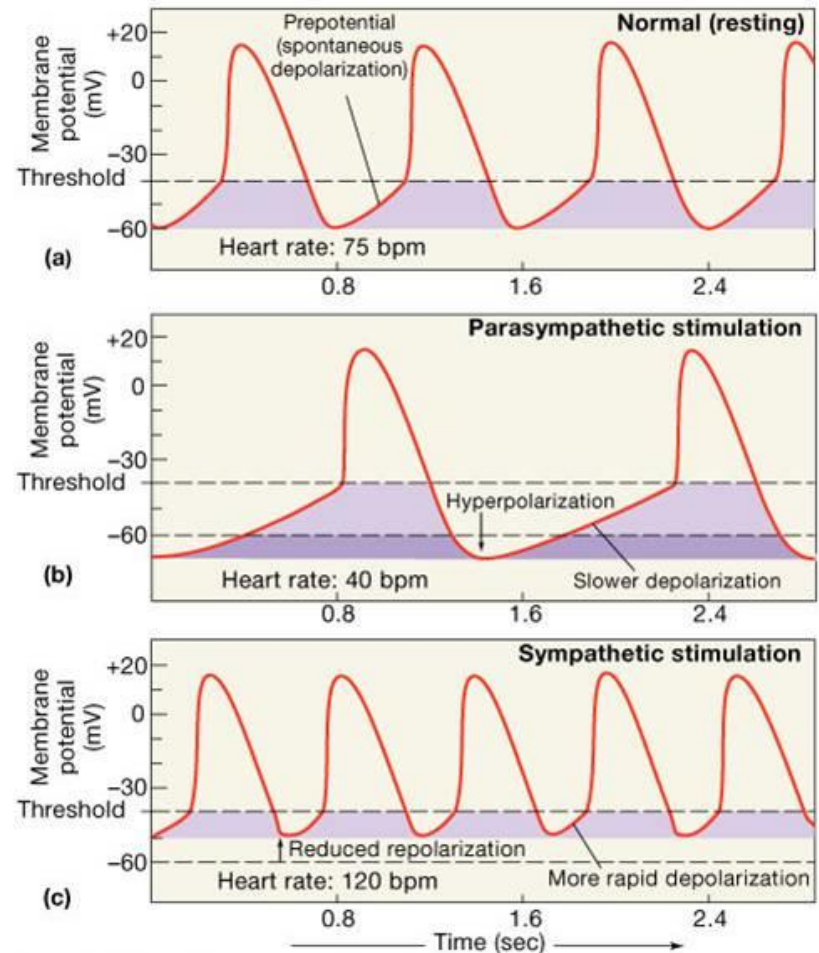 Normal (resting)
Prepotential
(spontaneous
depolarization)
Membrane
potential
(mV)
+20
0
−30
Threshold
−60
(a)
Heart rate: 75 bpm
0.8 1.6 2.4
Parasympathetic stimulation
Membrane
potential
(mV)
+20
0
−30
Threshold
Hyperpolarization
−60
(b)
Heart rate: 40 bpm
Slower depolarization
0.8 1.6 2.4
Sympathetic stimulation
Membrane
potential
(mV)
+20
0
−30
Threshold
Reduced repolarization
−60
(c)
Heart rate: 120 bpm
More rapid depolarization
0.8 1.6 2.4
Time (sec)